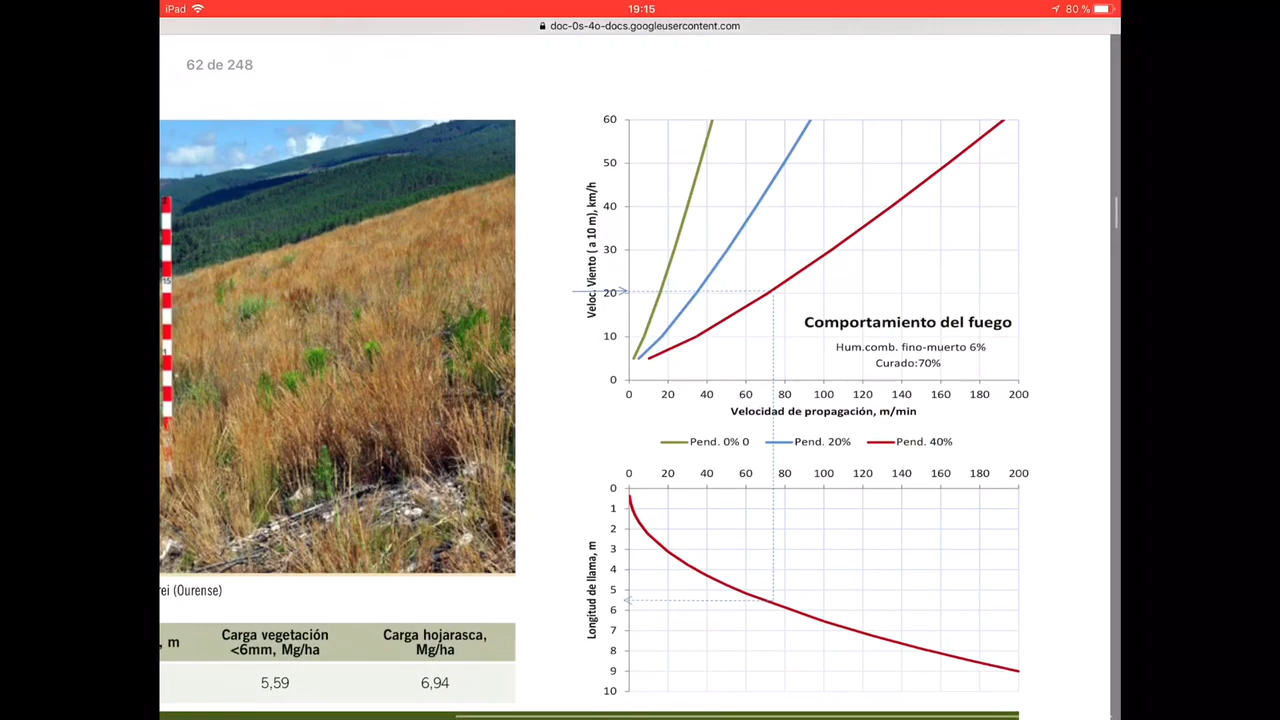 iPad
19:15
80 %
doc-0s-4o-docs.googleusercontent.com
62 de 248
15
1
rei (Ourense)
, m
Carga vegetación
<6mm, Mg/ha
Carga hojarasca,
Mg/ha
5,59
6,94
60
50
40
30
20
10
0
Veloc. Viento ( a 10 m), km/h
Comportamiento del fuego
Hum.comb. fino-muerto 6%
Curado:70%
0 20 40 60 80 100 120 140 160 180 200
Velocidad de propagación, m/min
Pend. 0% 0
Pend. 20%
Pend. 40%
0 20 40 60 80 100 120 140 160 180 200
0
1
2
3
4
5
6
7
8
9
10
Longitud de llama, m